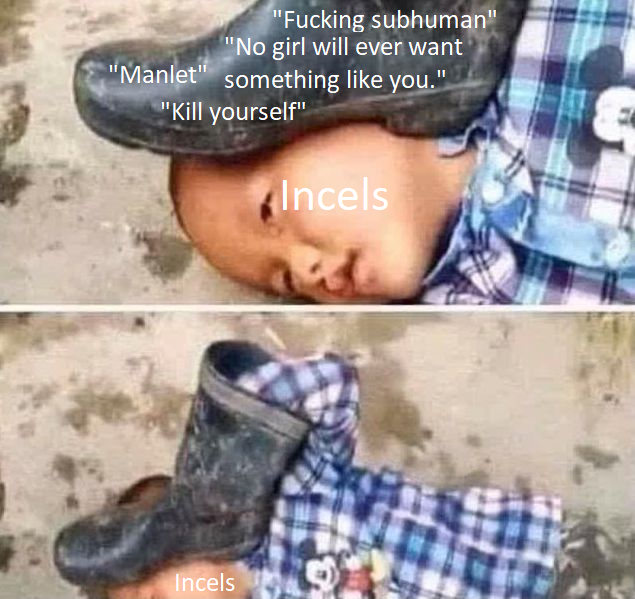 "Fucking subhuman"
"No girl will ever want
"Manlet" something like you."
"Kill yourself"
Incels
Incels